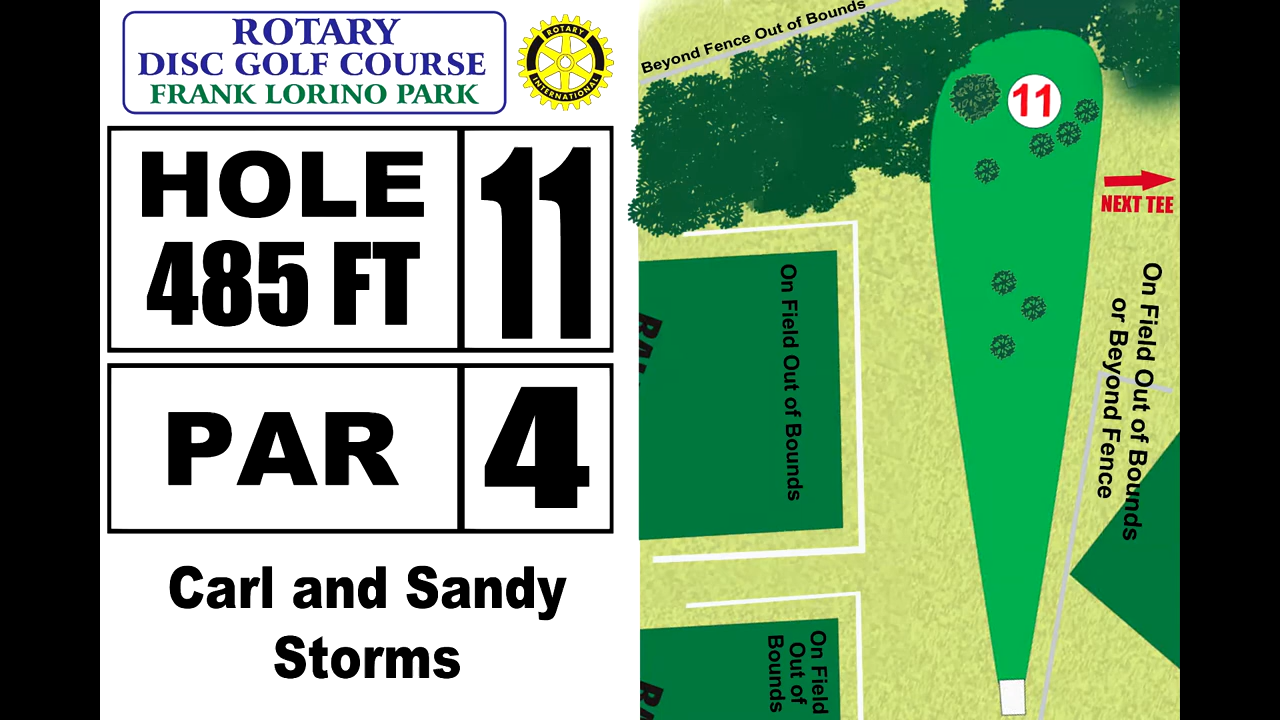 ROTARY
DISC GOLF COURSE
FRANK LORINO PARK
ROTARY
INTERNATIONAL
HOLE
485 FT
11
PAR
4
Carl and Sandy
Storms
Beyond Fence Out of Bounds
11
NEXT TEE
On Field Out of Bounds
On Field Out of Bounds
or Beyond Fence
On Field
Out of
Bounds